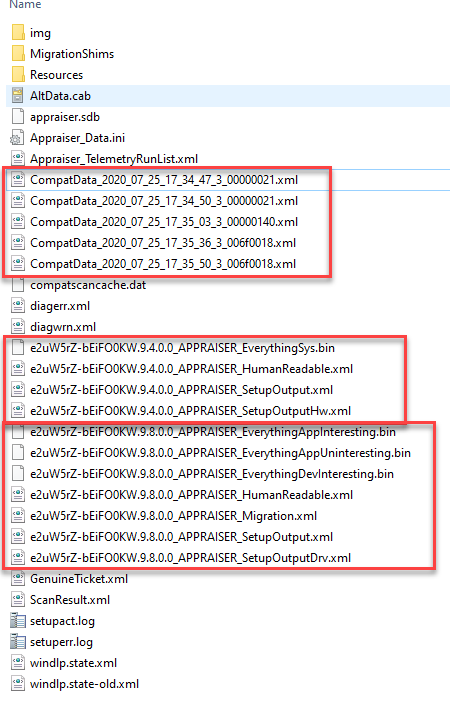 Name
img
MigrationShims
Resources
AltData.cab
appraiser.sdb
Appraiser_Data.ini
Appraiser_TelemetryRunList.xml
CompatData_2020_07_25_17_34_47_3_00000021.xml
CompatData_2020_07_25_17_34_50_3_00000021.xml
CompatData_2020_07_25_17_35_03_3_00000140.xml
CompatData_2020_07_25_17_35_36_3_006f0018.xml
CompatData_2020_07_25_17_35_50_3_006f0018.xml
compatscancache.dat
diagerr.xml
diagwrn.xml
e2uW5rZ-bEiFO0KW.9.4.0.0_APPRAISER_EverythingSys.bin
e2uW5rZ-bEiFO0KW.9.4.0.0_APPRAISER_HumanReadable.xml
e2uW5rZ-bEiFO0KW.9.4.0.0_APPRAISER_SetupOutput.xml
e2uW5rZ-bEiFO0KW.9.4.0.0_APPRAISER_SetupOutputHw.xml
e2uW5rZ-bEiFO0KW.9.8.0.0_APPRAISER_EverythingAppInteresting.bin
e2uW5rZ-bEiFO0KW.9.8.0.0_APPRAISER_EverythingAppUninteresting.bin
e2uW5rZ-bEiFO0KW.9.8.0.0_APPRAISER_EverythingDevInteresting.bin
e2uW5rZ-bEiFO0KW.9.8.0.0_APPRAISER_HumanReadable.xml
e2uW5rZ-bEiFO0KW.9.8.0.0_APPRAISER_Migration.xml
e2uW5rZ-bEiFO0KW.9.8.0.0_APPRAISER_SetupOutput.xml
e2uW5rZ-bEiFO0KW.9.8.0.0_APPRAISER_SetupOutputDrv.xml
GenuineTicket.xml
ScanResult.xml
setupact.log
setuperr.log
windlp.state.xml
windlp.state-old.xml